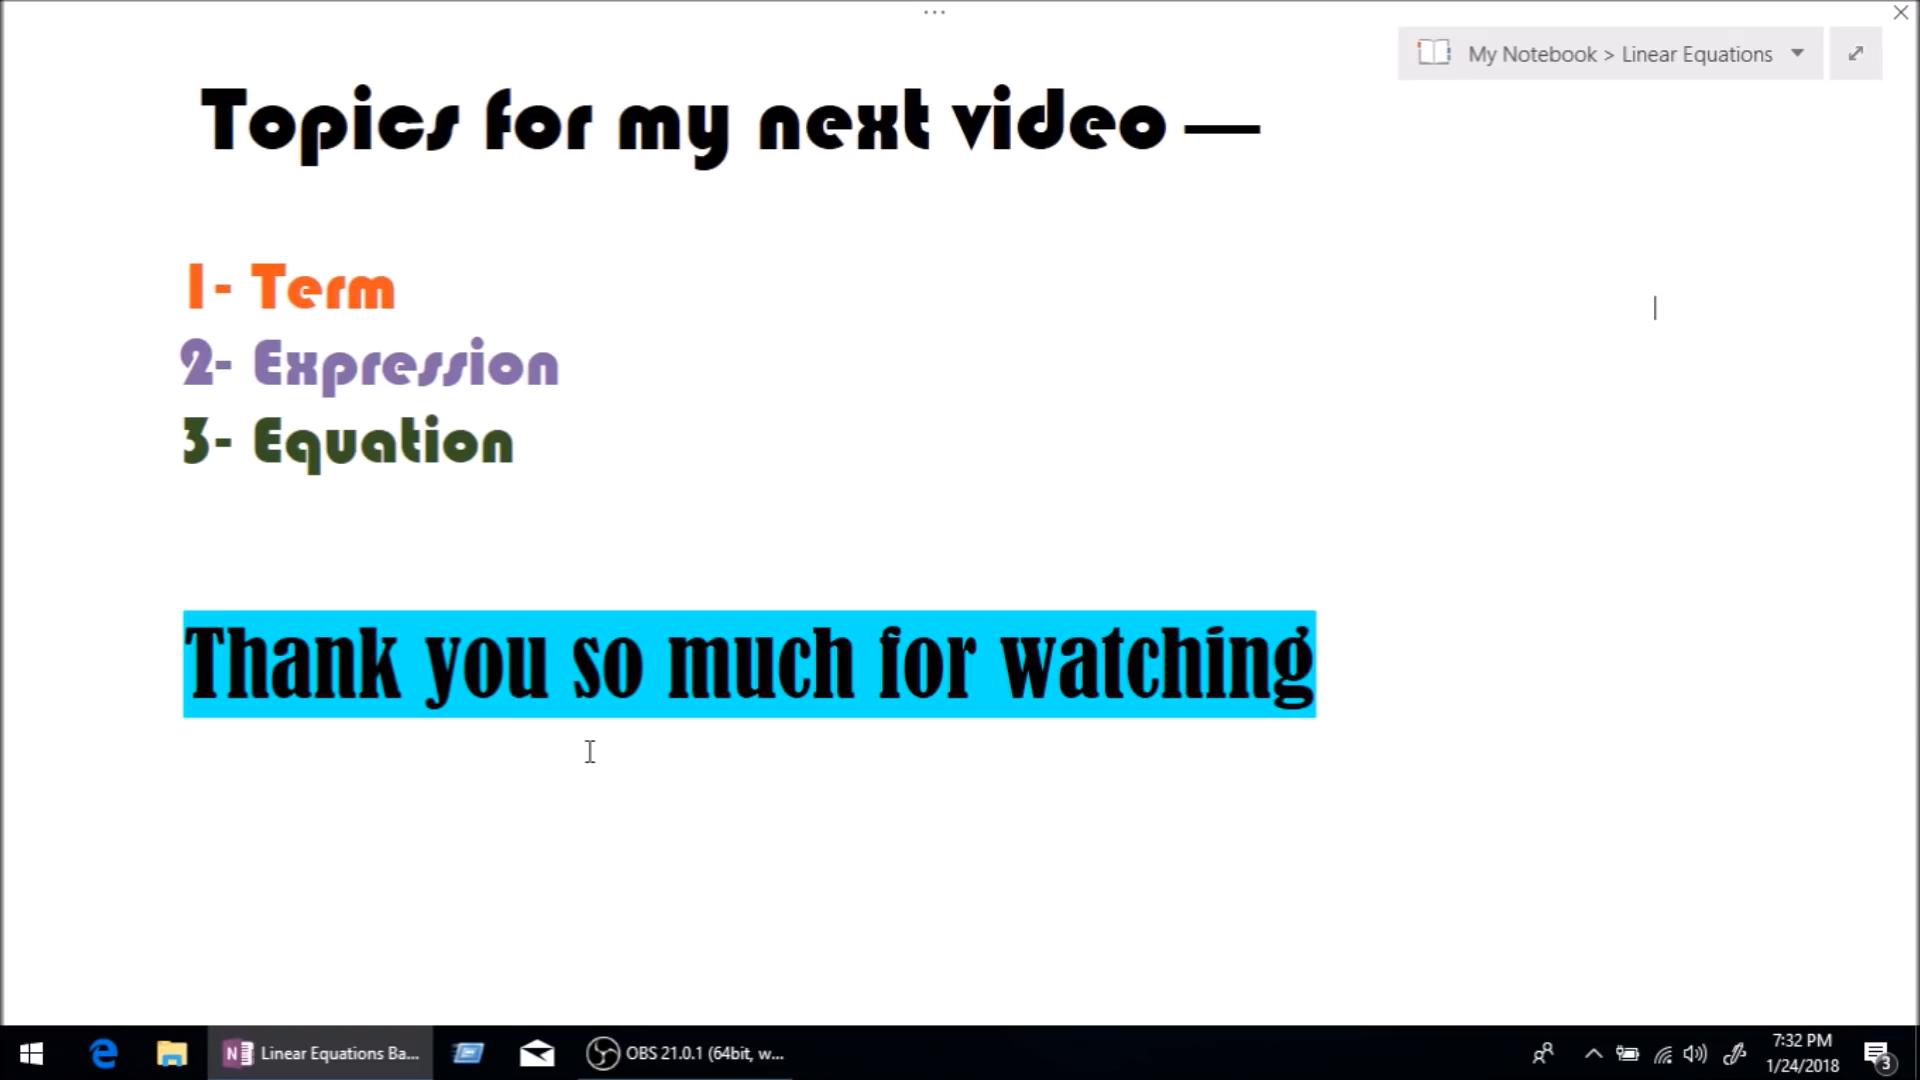 My Notebook > Linear Equations
Topics for my next video —
1- Term
2- Expression
3- Equation
Thank you so much for watching
Linear Equations Ba...
OBS 21.0.1 (64bit, w...
7:32 PM
1/24/2018
3